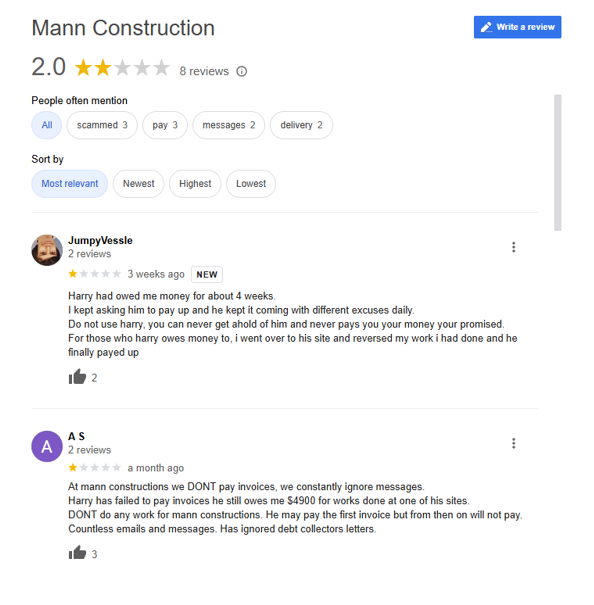 Mann Construction
Write a review
2.0 8 reviews
People often mention
All scammed 3 pay 3 messages 2 delivery 2
Sort by
Most relevant Newest Highest Lowest
JumpyVessle
2 reviews
3 weeks ago NEW
Harry had owed me money for about 4 weeks.
I kept asking him to pay up and he kept it coming with different excuses daily.
Do not use harry, you can never get ahold of him and never pays you your money your promised.
For those who harry owes money to, i went over to his site and reversed my work i had done and he
finally payed up
2
A
A S
2 reviews
a month ago
At mann constructions we DONT pay invoices, we constantly ignore messages.
Harry has failed to pay invoices he still owes me $4900 for works done at one of his sites.
DONT do any work for mann constructions. He may pay the first invoice but from then on will not pay.
Countless emails and messages. Has ignored debt collectors letters.
3